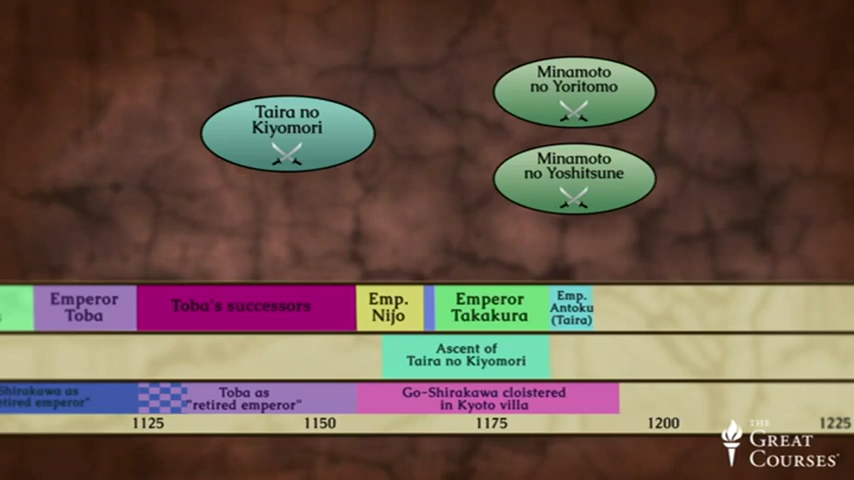 Taira no
Kiyomori
Minamoto
no Yoritomo
Minamoto
no Yoshitsune
Emperor
Toba
Toba's successors
Emp.
Nijo
Emperor
Takakura
Emp.
Antoku
(Taira)
Ascent of
Taira no Kiyomori
Shirakawa as
"retired emperor"
Toba as
"retired emperor"
Go-Shirakawa cloistered
in Kyoto villa
1125
1150
1175
1200
1225
THE
GREAT
COURSES